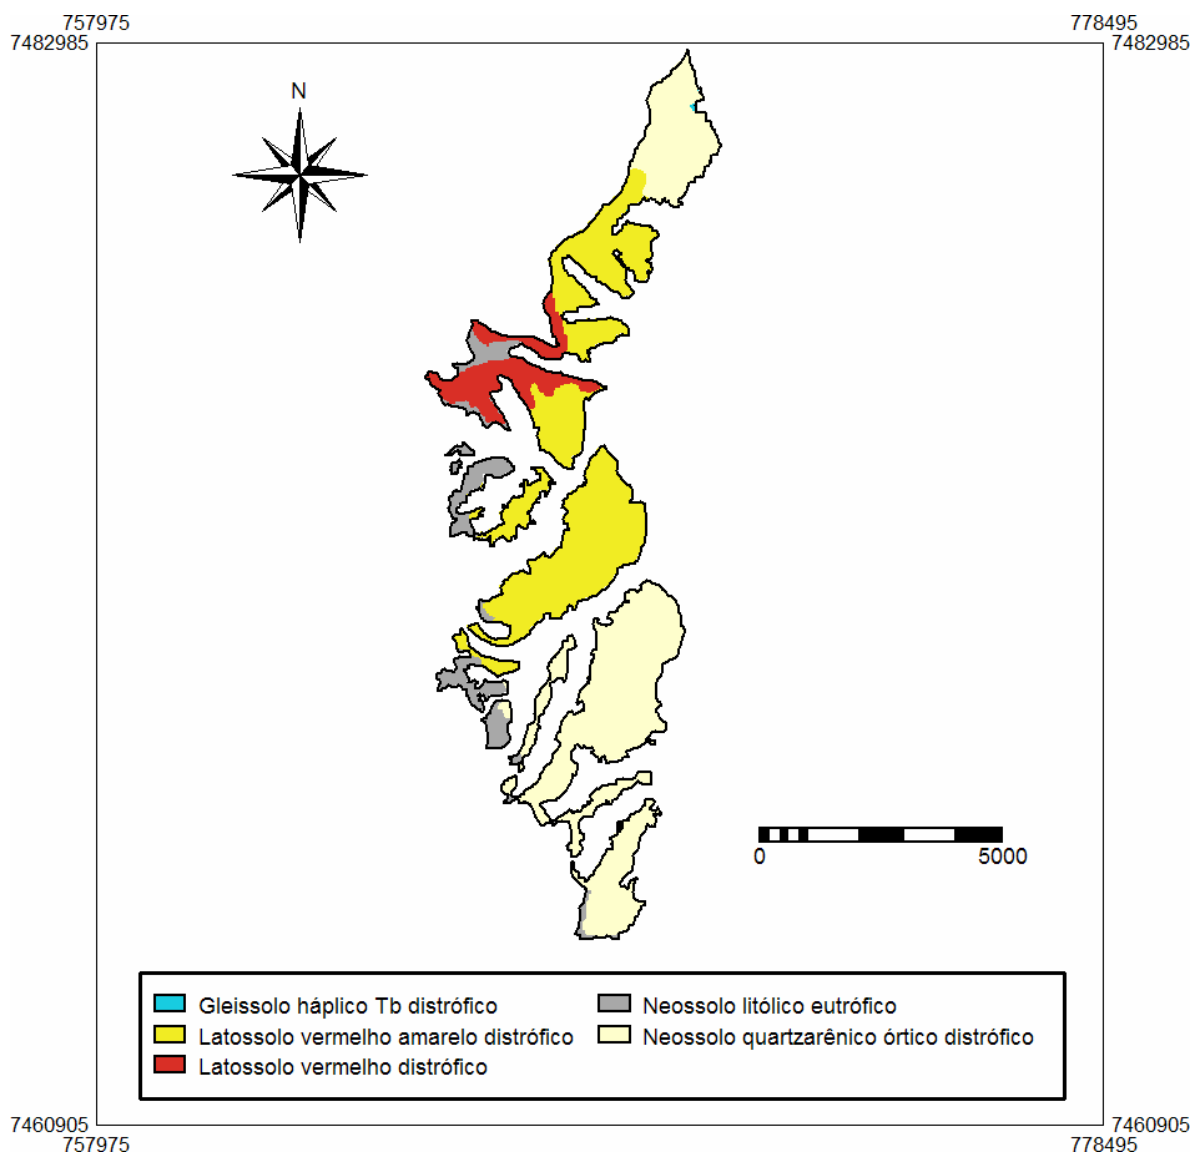 757975 778495
7482985 7482985
N
0 5000
Gleissolo háplico Tb distrófico
Latossolo vermelho amarelo distrófico
Latossolo vermelho distrófico
Neossolo litólico eutrófico
Neossolo quartzarênico órtico distrófico
7460905 7460905
757975 778495